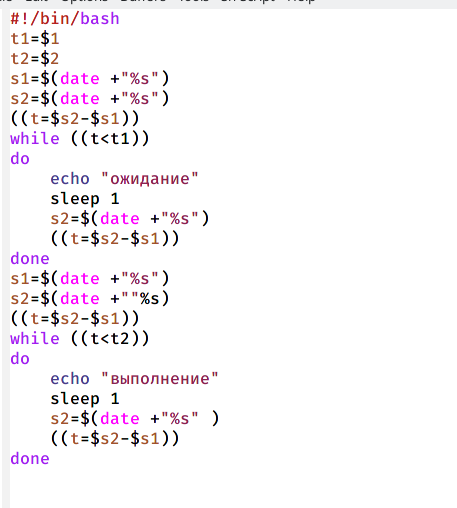 #!/bin/bash
t1=$1
t2=$2
s1=$(date +"%s")
s2=$(date +"%s")
((t=$s2-$s1))
while ((t<t1))
do
    echo "ожидание"
    sleep 1
    s2=$(date +"%s")
    ((t=$s2-$s1))
done
s1=$(date +"%s")
s2=$(date +""%s)
((t=$s2-$s1))
while ((t<t2))
do
    echo "выполнение"
    sleep 1
    s2=$(date +"%s" )
    ((t=$s2-$s1))
done